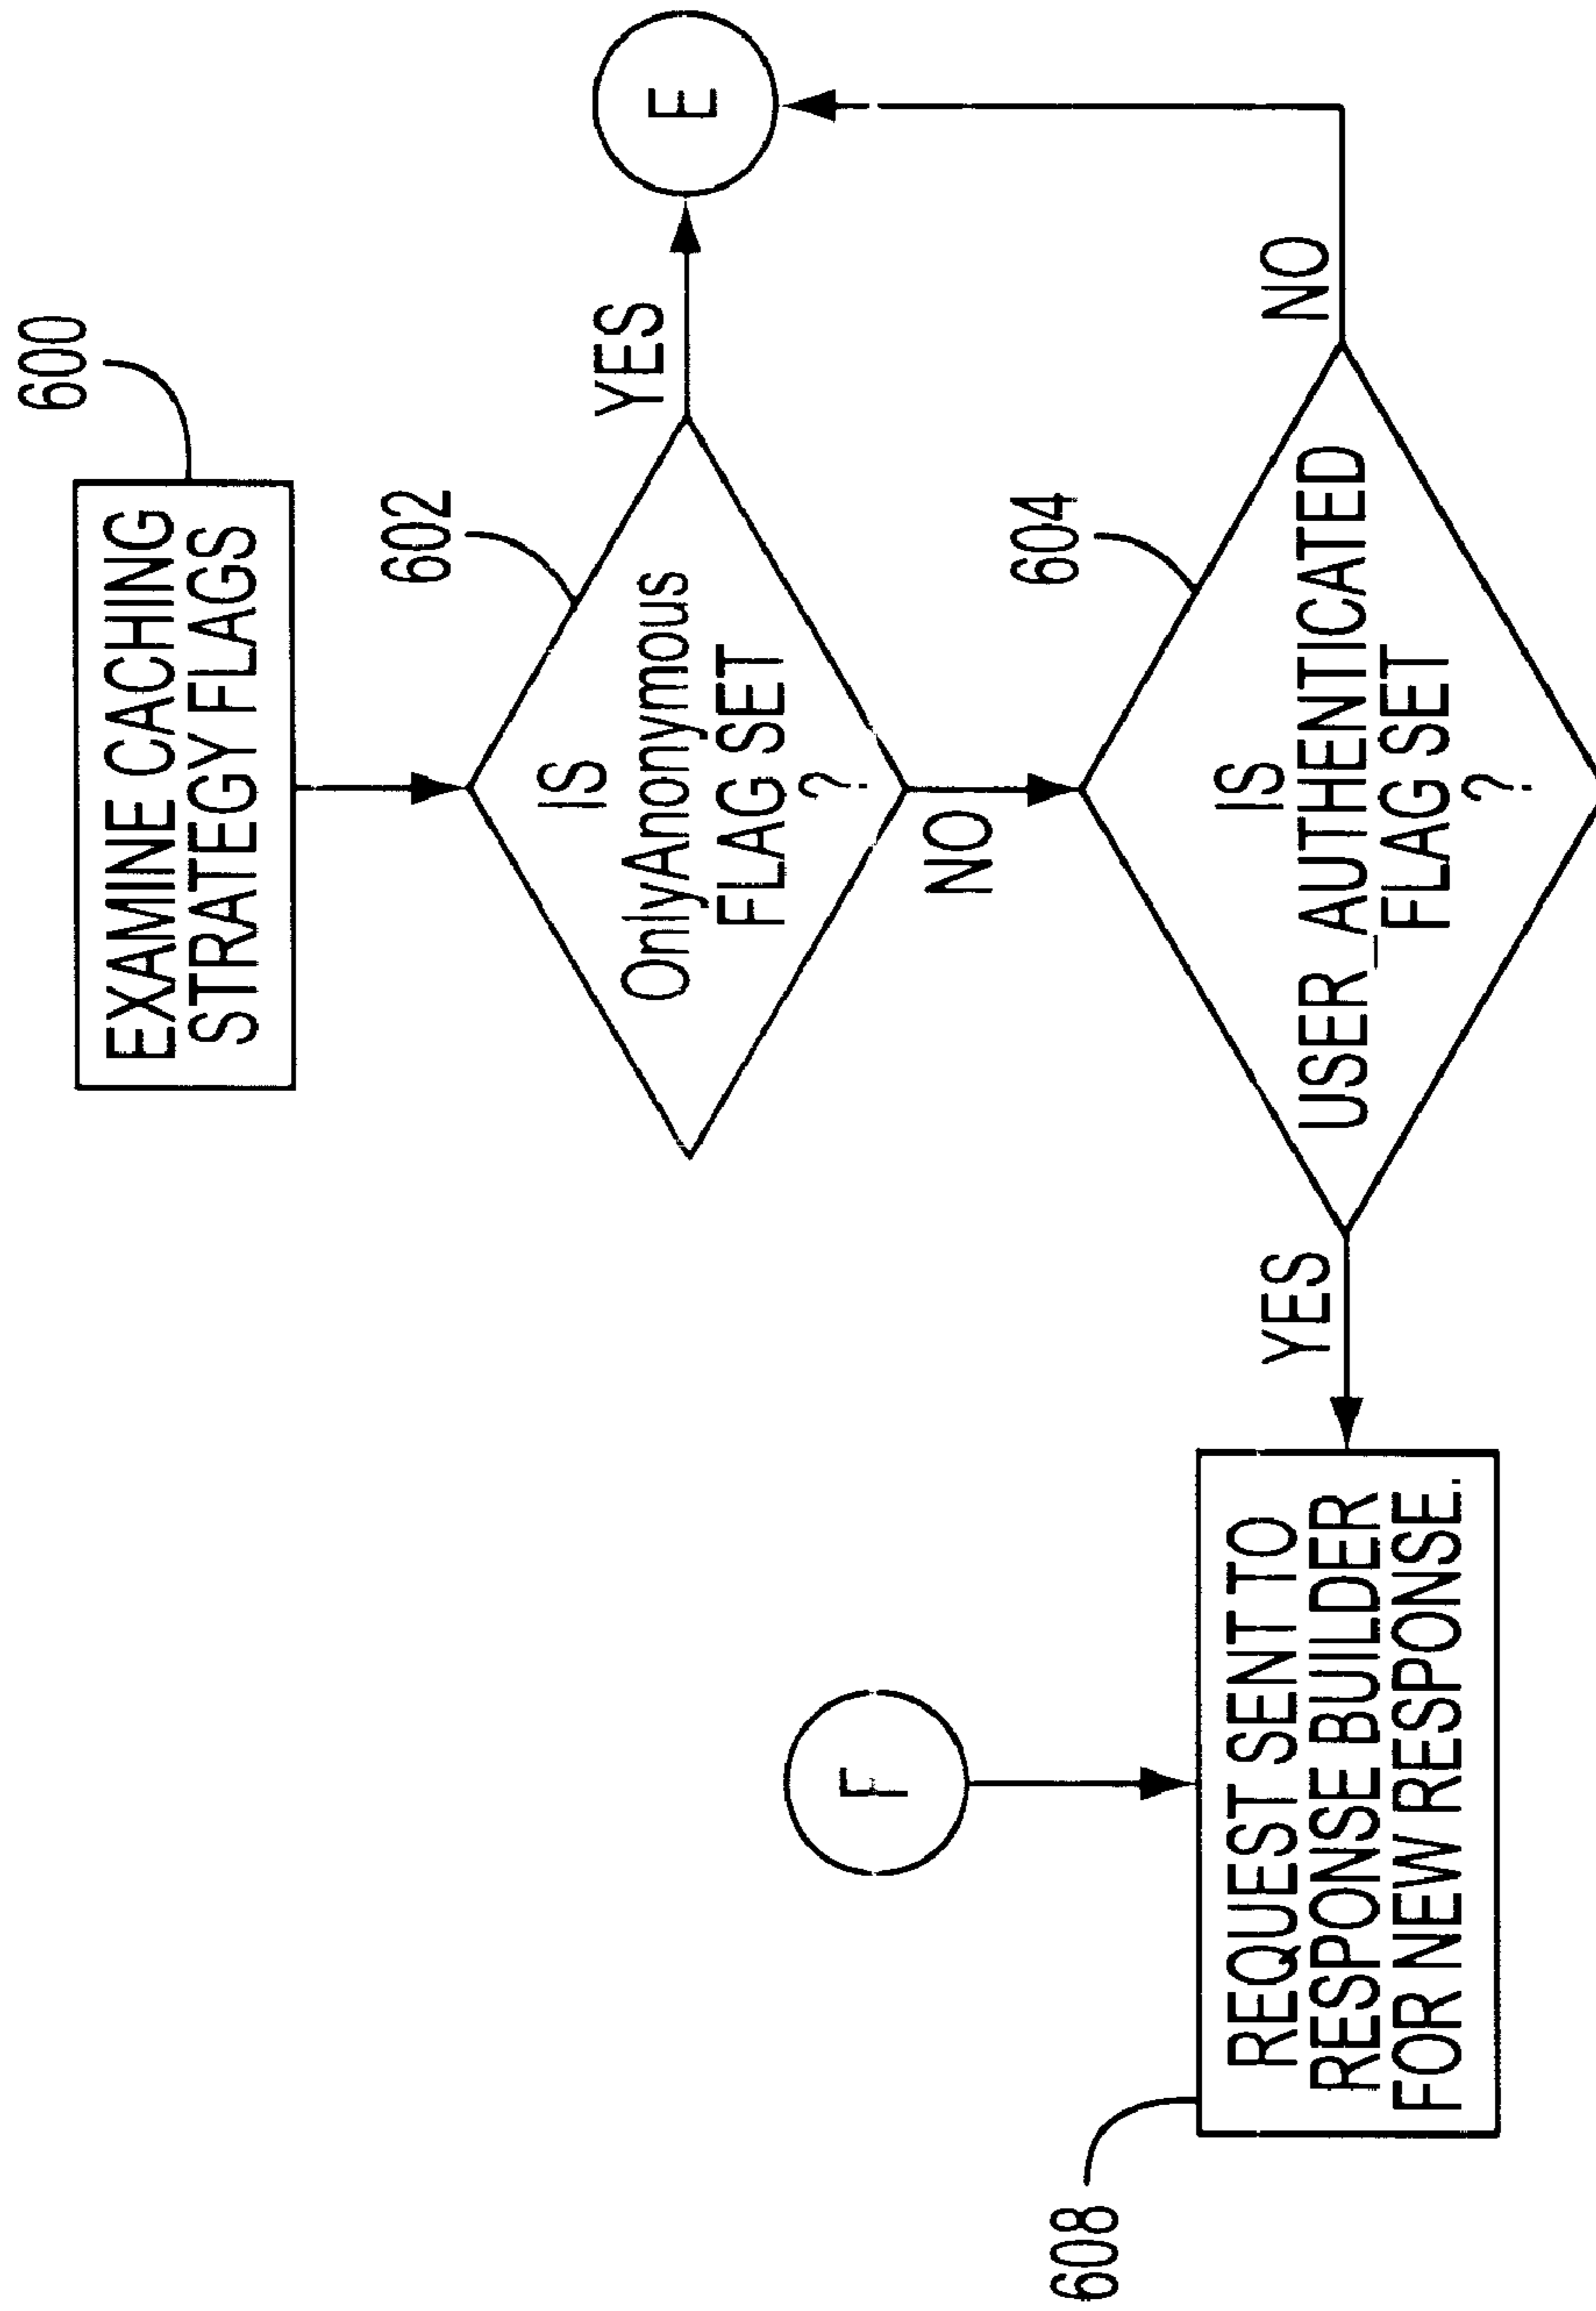 600
EXAMINE CACHING
STRATEGY FLAGS
602
IS
OnlyAnonymous
FLAG SET
?
YES
E
NO
604
IS
USER_AUTHENTICATED
FLAG SET
?
NO
YES
F
608
REQUEST SENT TO
RESPONSE BUILDER
FOR NEW RESPONSE.